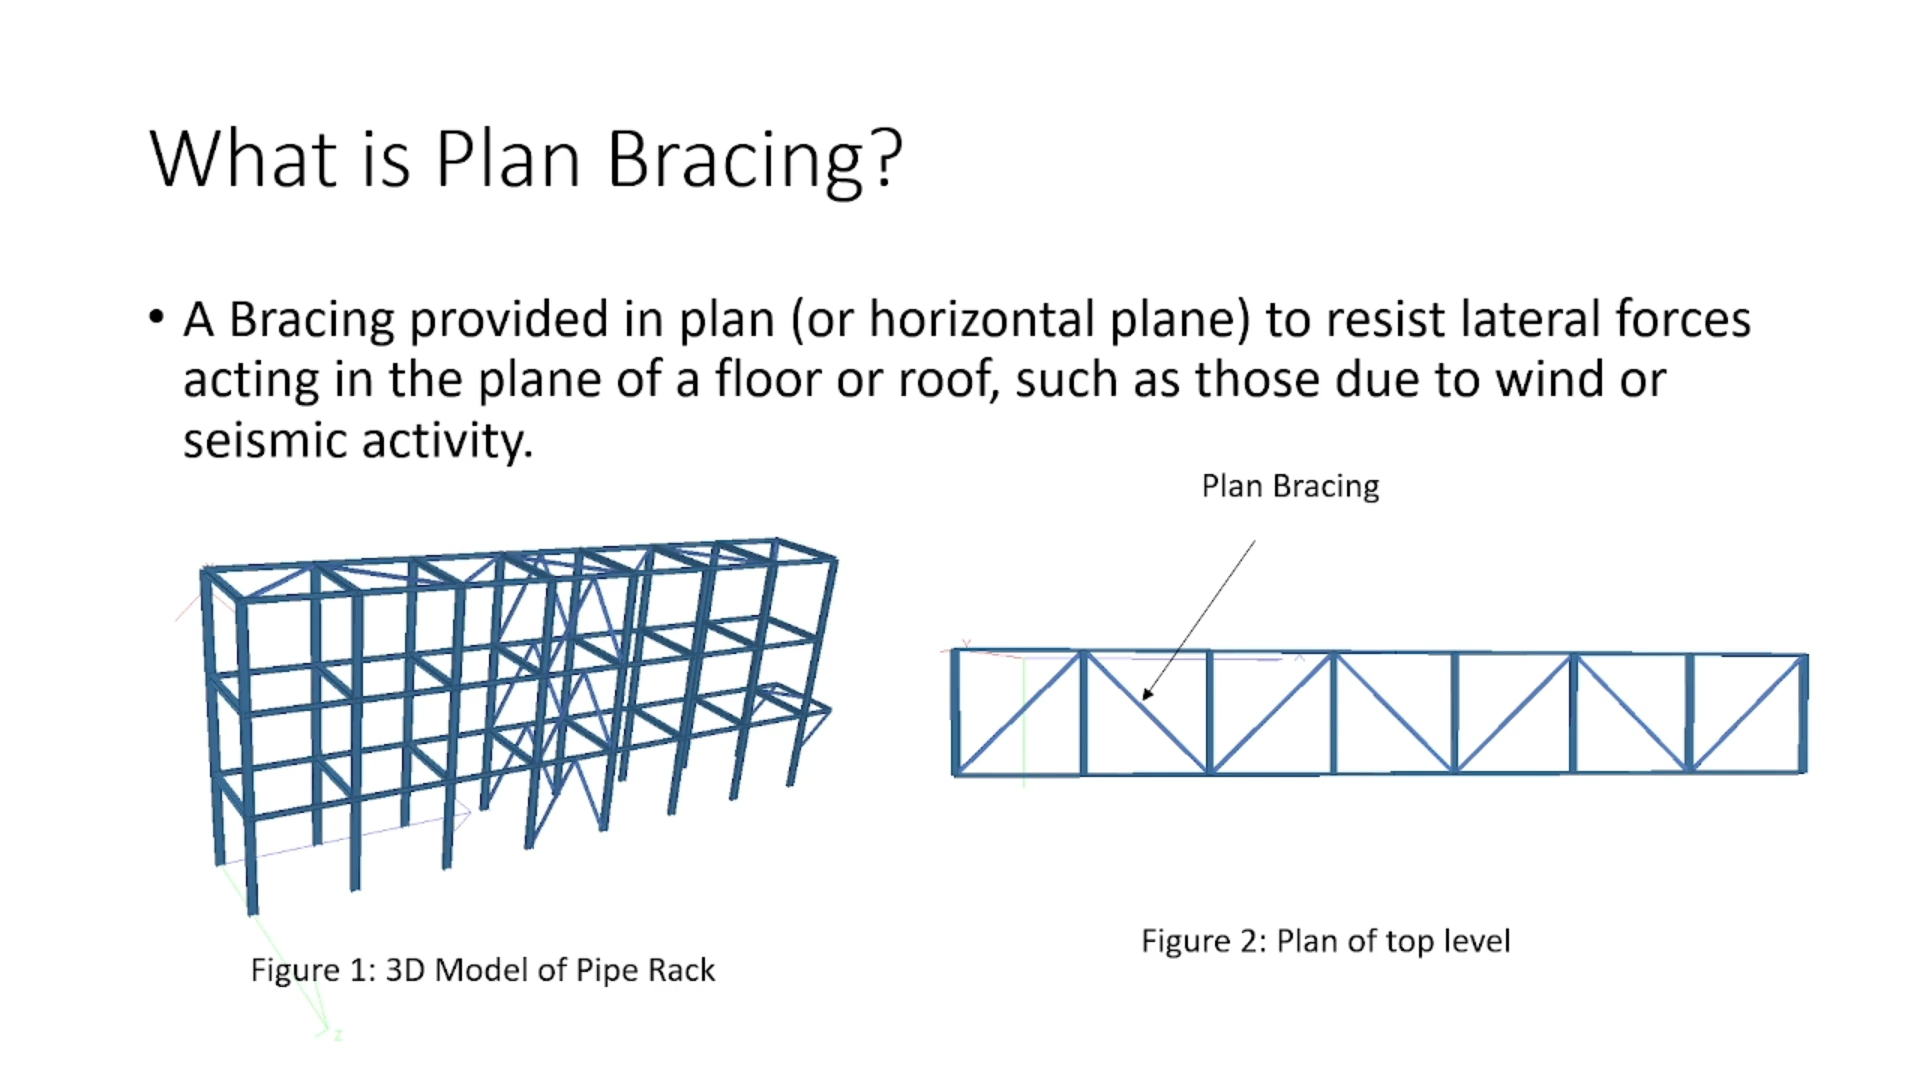 What is Plan Bracing?
• A Bracing provided in plan (or horizontal plane) to resist lateral forces
acting in the plane of a floor or roof, such as those due to wind or
seismic activity.
Plan Bracing
Y
X
Figure 2: Plan of top level
Figure 1: 3D Model of Pipe Rack
Z